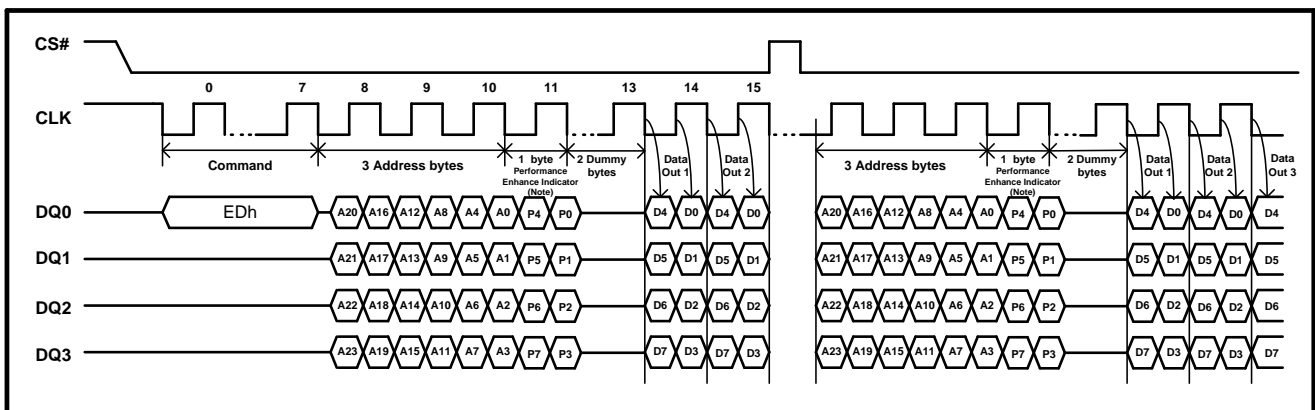 CS#
0 7 8 9 10 11 13 14 15
CLK
Command 3 Address bytes 1 byte Performance Enhance Indicator (Note) 2 Dummy bytes Data Out 1 Data Out 2 3 Address bytes 1 byte Performance Enhance Indicator (Note) 2 Dummy bytes Data Out 1 Data Out 2 Data Out 3
DQ0 EDh A20 A16 A12 A8 A4 A0 P4 P0 D4 D0 D4 D0 A20 A16 A12 A8 A4 A0 P4 P0 D4 D0 D4 D0 D4
DQ1 A21 A17 A13 A9 A5 A1 P5 P1 D5 D1 D5 D1 A21 A17 A13 A9 A5 A1 P5 P1 D5 D1 D5 D1 D5
DQ2 A22 A18 A14 A10 A6 A2 P6 P2 D6 D2 D6 D2 A22 A18 A14 A10 A6 A2 P6 P2 D6 D2 D6 D2 D6
DQ3 A23 A19 A15 A11 A7 A3 P7 P3 D7 D3 D7 D3 A23 A19 A15 A11 A7 A3 P7 P3 D7 D3 D7 D3 D7